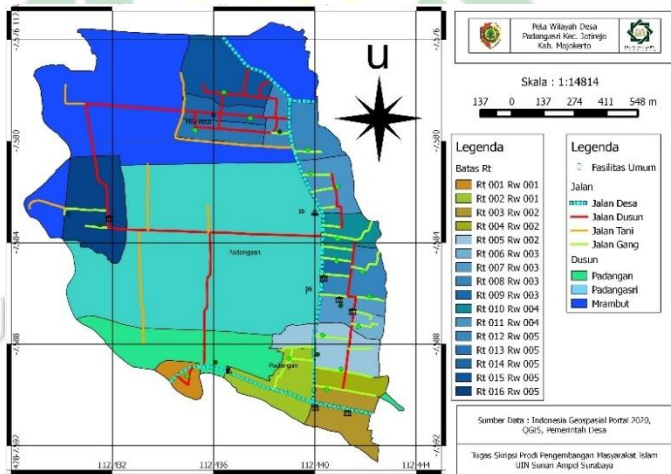 Peta Wilayah Desa
Padangasri Kec. Jatirejo
Kab. Mojokerto
Skala : 1:14814
137 0 137 274 411 548 m
Legenda
Batas Rt
Rt 001 Rw 001
Rt 002 Rw 001
Rt 003 Rw 002
Rt 004 Rw 002
Rt 005 Rw 002
Rt 006 Rw 003
Rt 007 Rw 003
Rt 008 Rw 003
Rt 009 Rw 003
Rt 010 Rw 004
Rt 011 Rw 004
Rt 012 Rw 005
Rt 013 Rw 005
Rt 014 Rw 005
Rt 015 Rw 005
Rt 016 Rw 005
Legenda
Fasilitas Umum
Jalan
Jalan Desa
Jalan Dusun
Jalan Tani
Jalan Gang
Dusun
Padangan
Padangasri
Mrambut
Sumber Data : Indonesia Geospasial Portal 2020,
QGIS, Pemerintah Desa
Tugas Skripsi Prodi Pengembangan Masyarakat Islam
UIN Sunan Ampel Surabaya
u
Mrambut
Padangasri
Padangan
-7.576
-7.580
-7.584
-7.588
-7.592
112.432
112.436
112.440
112.444